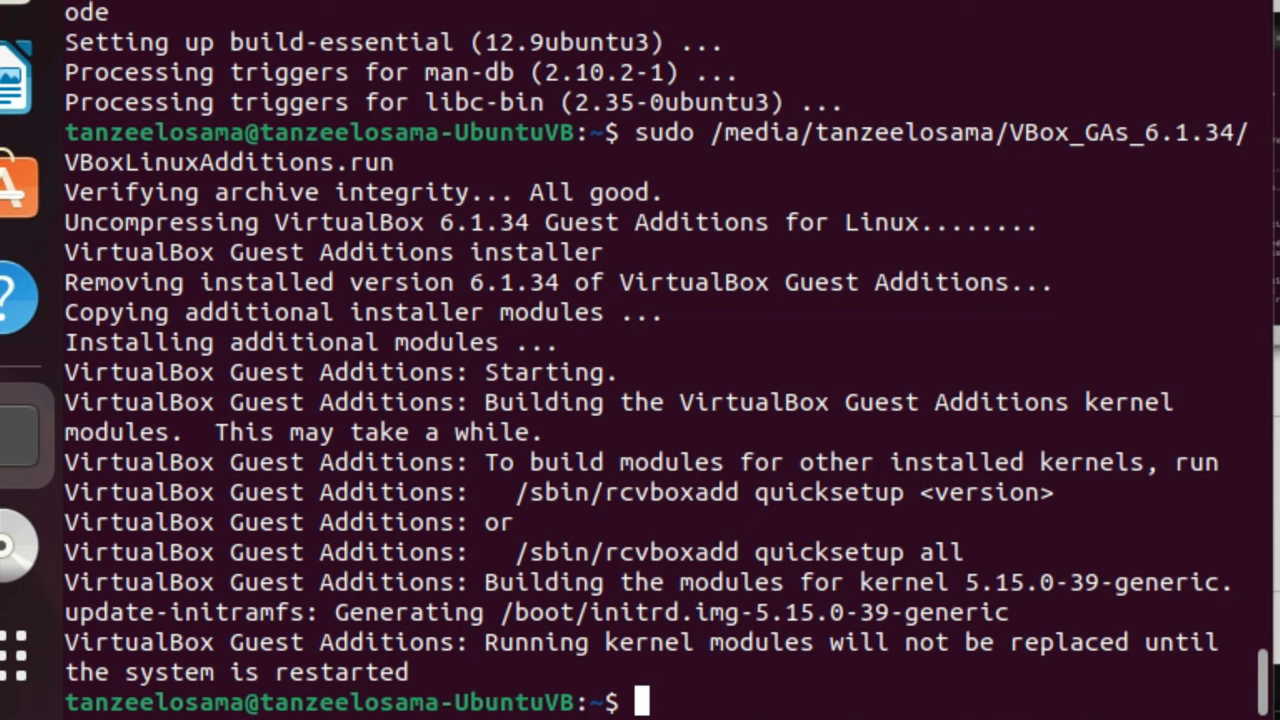 ode
Setting up build-essential (12.9ubuntu3) ...
Processing triggers for man-db (2.10.2-1) ...
Processing triggers for libc-bin (2.35-0ubuntu3) ...
tanzeelosama@tanzeelosama-UbuntuVB:~$ sudo /media/tanzeelosama/VBox_GAs_6.1.34/
VBoxLinuxAdditions.run
Verifying archive integrity... All good.
Uncompressing VirtualBox 6.1.34 Guest Additions for Linux........
VirtualBox Guest Additions installer
Removing installed version 6.1.34 of VirtualBox Guest Additions...
Copying additional installer modules ...
Installing additional modules ...
VirtualBox Guest Additions: Starting.
VirtualBox Guest Additions: Building the VirtualBox Guest Additions kernel
modules.  This may take a while.
VirtualBox Guest Additions: To build modules for other installed kernels, run
VirtualBox Guest Additions:   /sbin/rcvboxadd quicksetup <version>
VirtualBox Guest Additions: or
VirtualBox Guest Additions:   /sbin/rcvboxadd quicksetup all
VirtualBox Guest Additions: Building the modules for kernel 5.15.0-39-generic.
update-initramfs: Generating /boot/initrd.img-5.15.0-39-generic
VirtualBox Guest Additions: Running kernel modules will not be replaced until
the system is restarted
tanzeelosama@tanzeelosama-UbuntuVB:~$